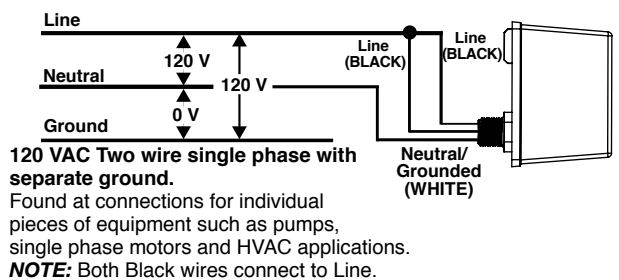 Line
120 V
Neutral
120 V
0 V
Ground
Line
(BLACK)
Line
(BLACK)
Neutral/
Grounded
(WHITE)
120 VAC Two wire single phase with
separate ground.
Found at connections for individual
pieces of equipment such as pumps,
single phase motors and HVAC applications.
NOTE: Both Black wires connect to Line.